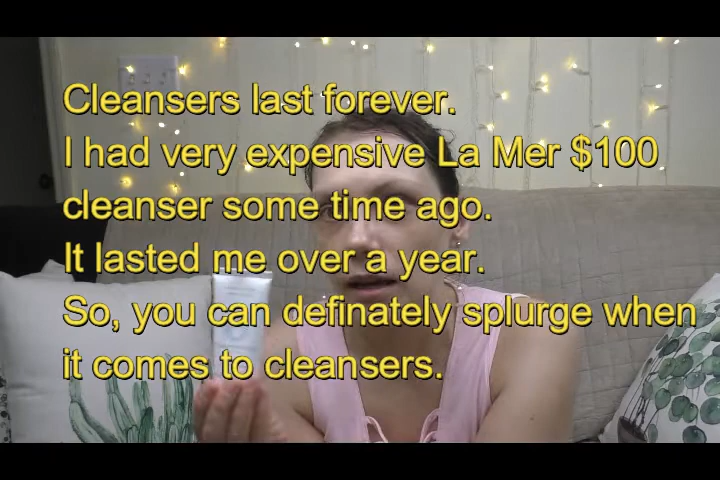 Cleansers last forever.
I had very expensive La Mer $100
cleanser some time ago.
It lasted me over a year.
So, you can definately splurge when
it comes to cleansers.